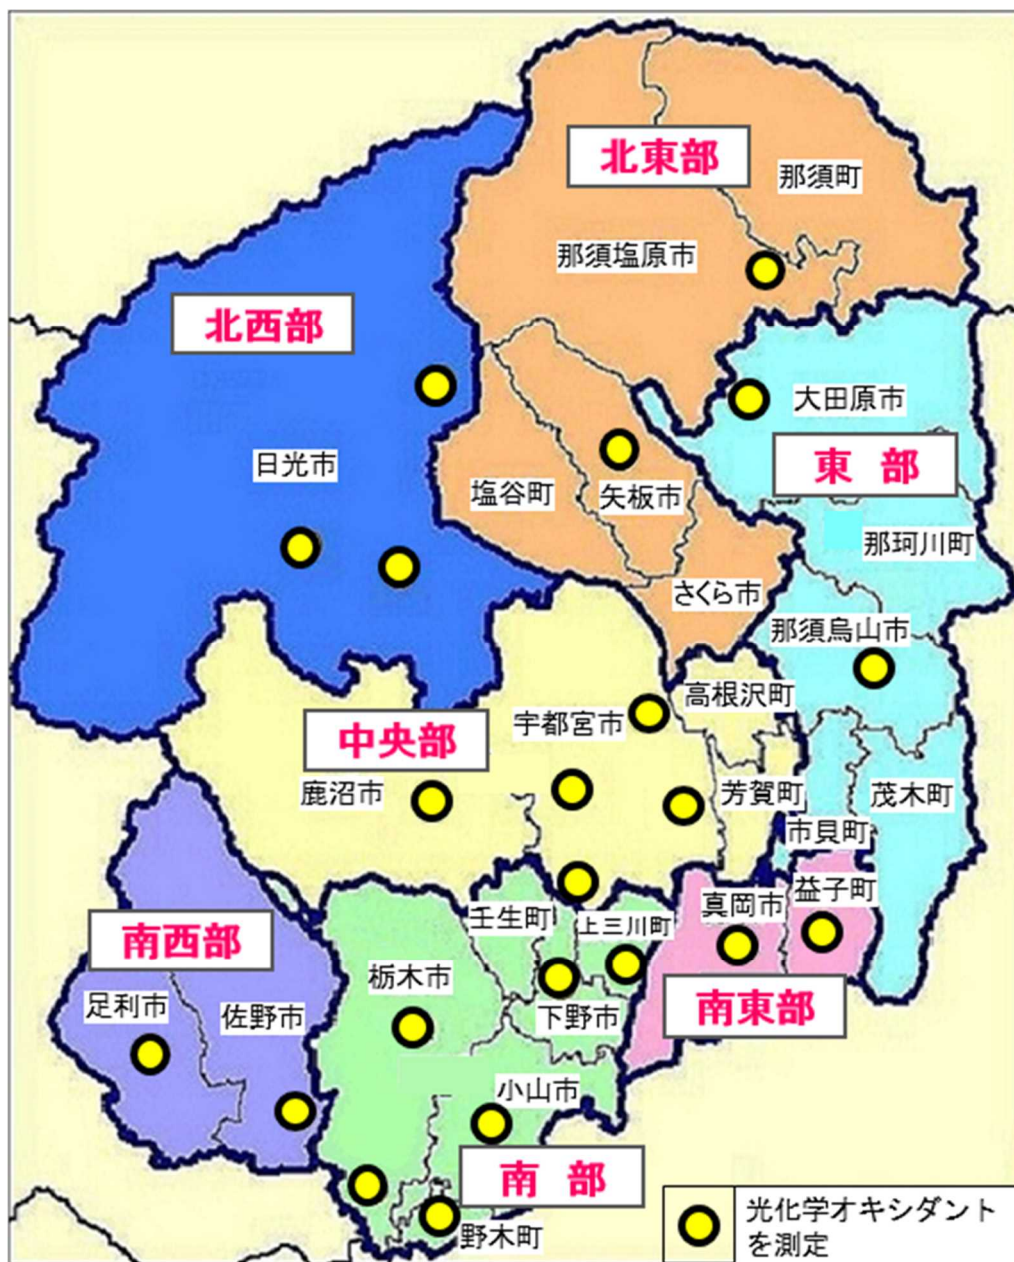 北東部
那須町
那須塩原市
北西部
大田原市
東 部
日光市
塩谷町
矢板市
那珂川町
さくら市
那須烏山市
高根沢町
宇都宮市
中央部
鹿沼市
芳賀町
茂木町
市貝町
益子町
真岡市
壬生町
上三川町
南西部
栃木市
足利市
佐野市
下野市
南東部
小山市
南 部
野木町
光化学オキシダント
を測定